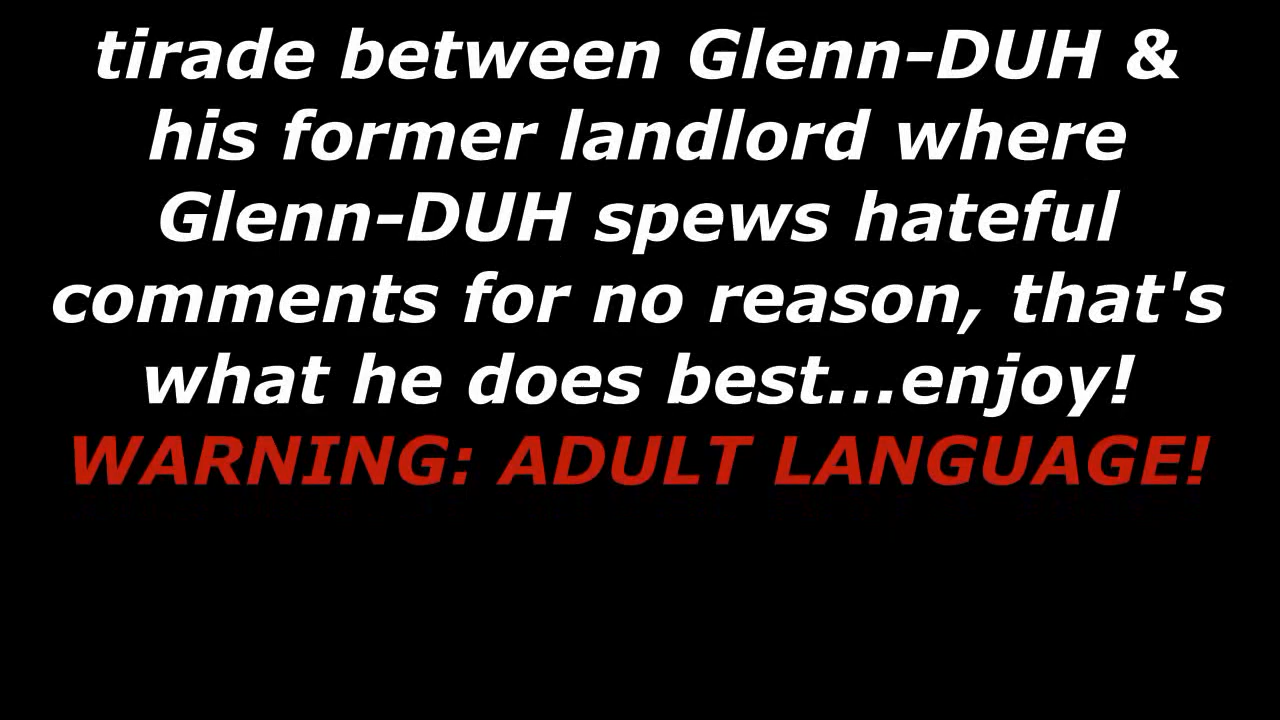 tirade between Glenn-DUH &
his former landlord where
Glenn-DUH spews hateful
comments for no reason, that's
what he does best...enjoy!
WARNING: ADULT LANGUAGE!